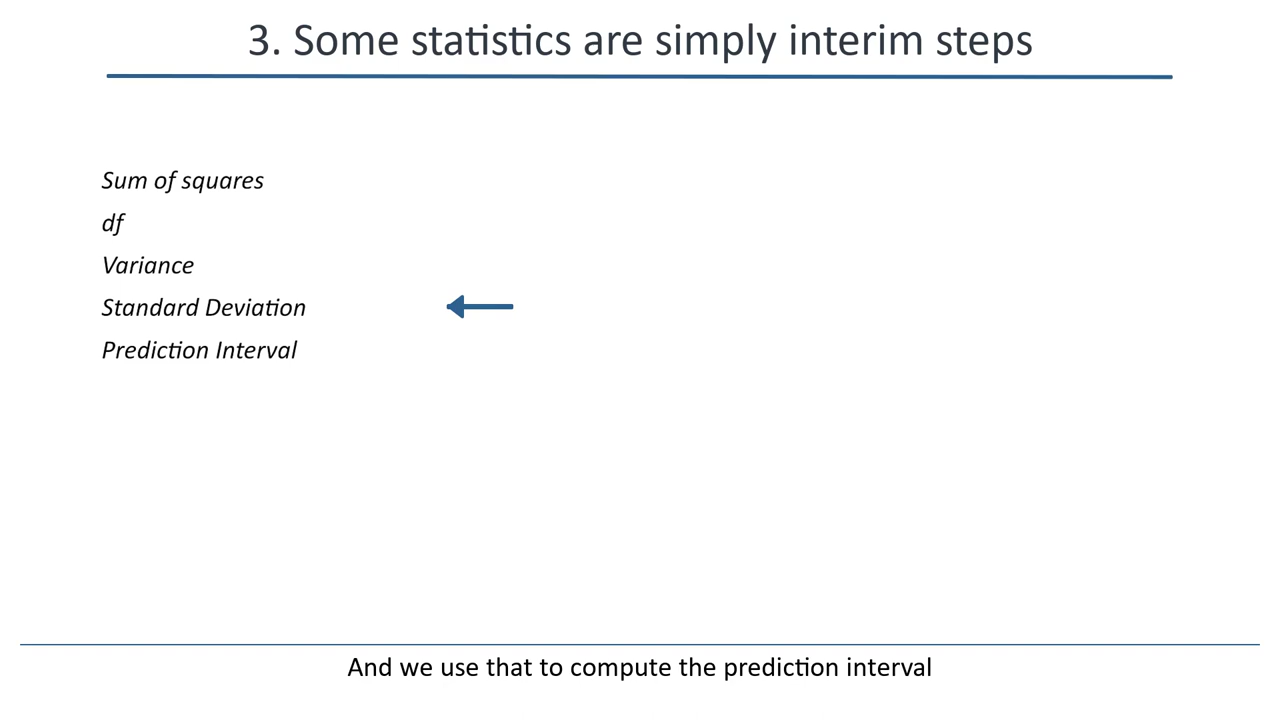 3. Some statistics are simply interim steps
Sum of squares
df
Variance
Standard Deviation
Prediction Interval
And we use that to compute the prediction interval